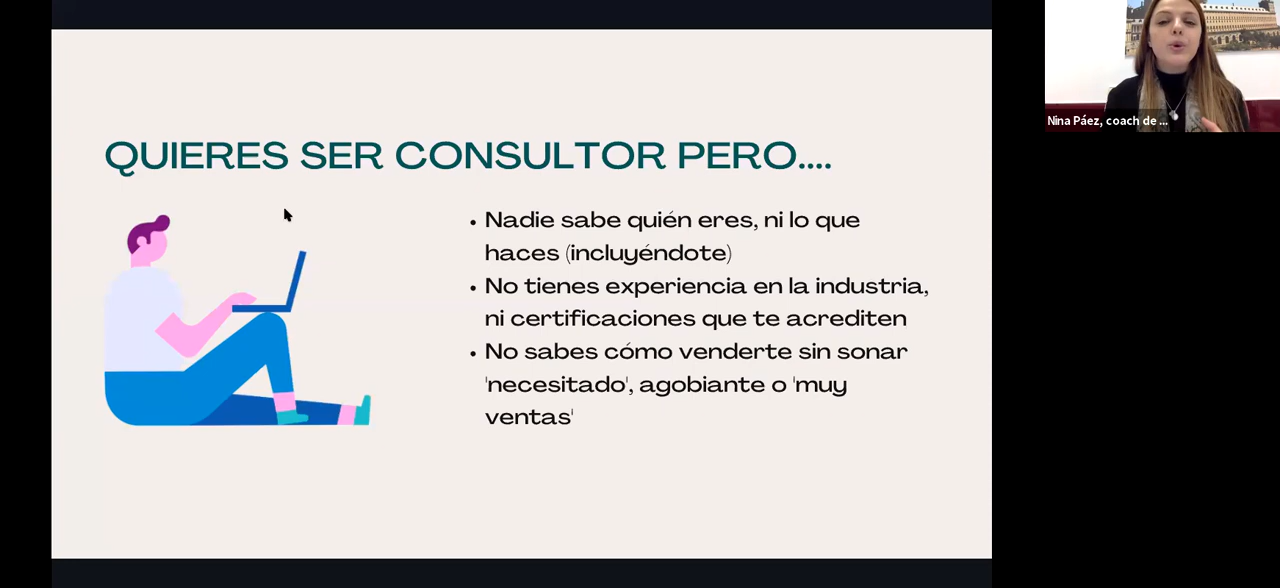 QUIERES SER CONSULTOR PERO....
• Nadie sabe quién eres, ni lo que
haces (incluyéndote)
• No tienes experiencia en la industria,
ni certificaciones que te acrediten
• No sabes cómo venderte sin sonar
'necesitado', agobiante o 'muy
ventas'
Nina Páez, coach de ...